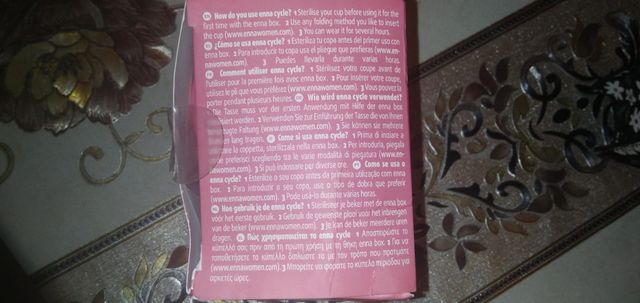 EN How do you use enna cycle? 1 Sterilise your cup before using it for the
first time with the enna box. 2 Use any folding method you like to insert
the cup (www.ennawomen.com). 3 You can wear it for several hours.
ES ¿Cómo se usa enna cycle? 1 Esteriliza tu copa antes del primer uso con
enna box. 2 Para introducir tu copa usa el pliegue que prefieras (www.en-
nawomen.com). 3 Puedes llevarla durante varias horas.
FR Comment utiliser enna cycle? 1 Stérilisez votre coupe avant de
l'utiliser pour la première fois avec enna box. 2 Pour insérer votre coupe,
le pli que vous préférez (www.ennawomen.com). 3 Vous pouvez la
porter pendant plusieurs heures. DE Wie wird enna cycle verwendet?
1 Die Tasse muss vor der ersten Anwendung mit Hilfe der enna box
werden. 2 Verwenden Sie zur Einführung der Tasse die von Ihnen
Faltung (www.ennawomen.com). 3 Sie können sie mehrere
lang tragen. IT Come si usa enna cycle? 1 Prima di iniziare a
la coppetta, sterilizzala nella enna box. 2 Per introdurla, piegala
preferisci scegliendo tra le varie modalità di piegatura (www.en-
.com). 3 Si può indossare per diverse ore. PT Como se usa o
enna cycle? 1 Esterilize o seu copo antes da primeira utilização com enna
box. 2 Para introduzir o seu copo, use o tipo de dobra que preferir
(www.ennawomen.com). 3 Pode usá-lo durante várias horas.
NL Hoe gebruik je de enna cycle? 1 Steriliseer je beker met de enna box
voor het eerste gebruik. 2 Gebruik de gewenste plooi voor het inbrengen
van de beker (www.ennawomen.com). 3 Je kan de beker meerdere uren
dragen. EL Πώς χρησιμοποιείται το enna cycle 1 Αποστειρώστε το
κύπελλό σας πριν από τη πρώτη χρήση με τη θήκη enna box. 2 Για να
τοποθετήσετε το κύπελλο διπλώστε το με τον τρόπο που προτιμάτε
(www.ennawomen.com). 3 Μπορείτε να φοράτε το κύπελο περιόδου για
αρκετές ώρες.